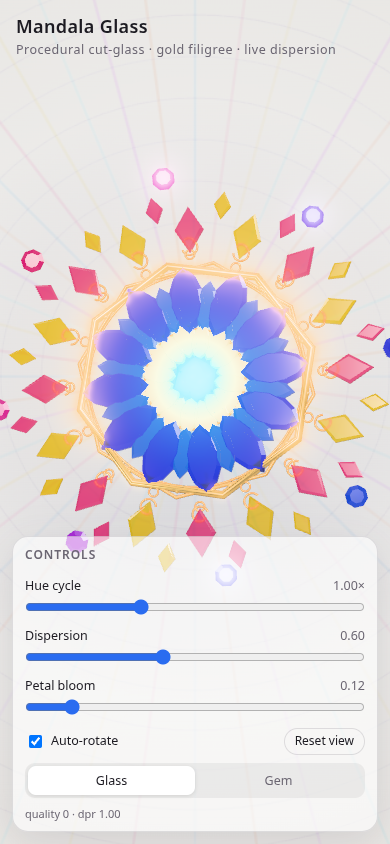 Mandala Glass
Procedural cut-glass · gold filigree · live dispersion
CONTROLS
Hue cycle 1.00×
Dispersion 0.60
Petal bloom 0.12
Auto-rotate Reset view
Glass Gem
quality 0 · dpr 1.00